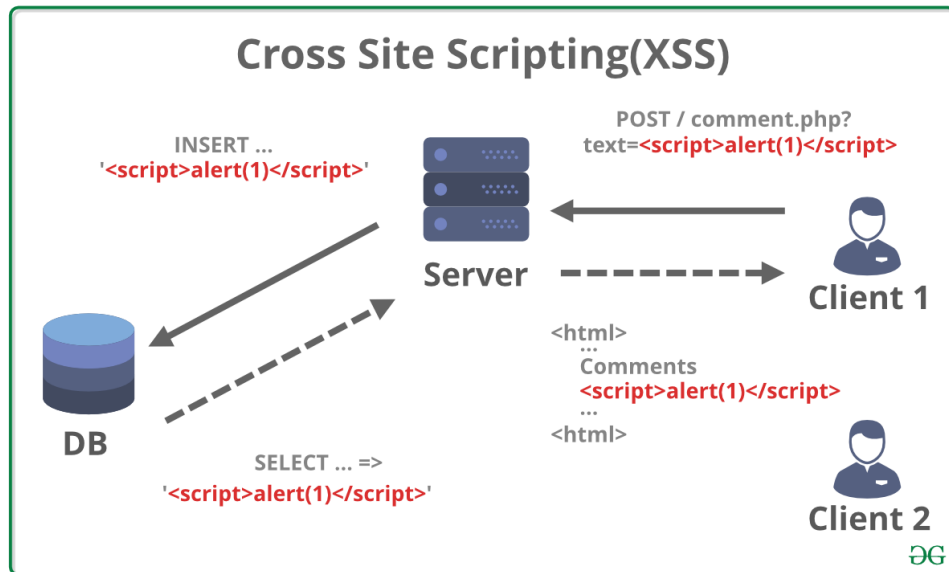 Cross Site Scripting(XSS)
POST / comment.php?
text=<script>alert(1)</script>
INSERT ...
'<script>alert(1)</script>'
Server
Client 1
<html>
...
Comments
<script>alert(1)</script>
...
<html>
DB
SELECT ... =>
'<script>alert(1)</script>'
Client 2